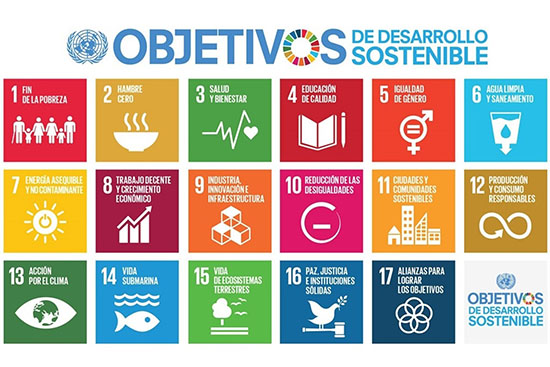 OBJETIVOS DE DESARROLLO
SOSTENIBLE
1 FIN
DE LA POBREZA
2 HAMBRE
CERO
3 SALUD
Y BIENESTAR
4 EDUCACIÓN
DE CALIDAD
5 IGUALDAD
DE GÉNERO
6 AGUA LIMPIA
Y SANEAMIENTO
7 ENERGÍA ASEQUIBLE
Y NO CONTAMINANTE
8 TRABAJO DECENTE
Y CRECIMIENTO
ECONÓMICO
9 INDUSTRIA,
INNOVACIÓN E
INFRAESTRUCTURA
10 REDUCCIÓN DE LAS
DESIGUALDADES
11 CIUDADES Y
COMUNIDADES
SOSTENIBLES
12 PRODUCCIÓN
Y CONSUMO
RESPONSABLES
13 ACCIÓN
POR EL CLIMA
14 VIDA
SUBMARINA
15 VIDA
DE ECOSISTEMAS
TERRESTRES
16 PAZ, JUSTICIA
E INSTITUCIONES
SÓLIDAS
17 ALIANZAS PARA
LOGRAR
LOS OBJETIVOS
OBJETIVOS
DE DESARROLLO
SOSTENIBLE